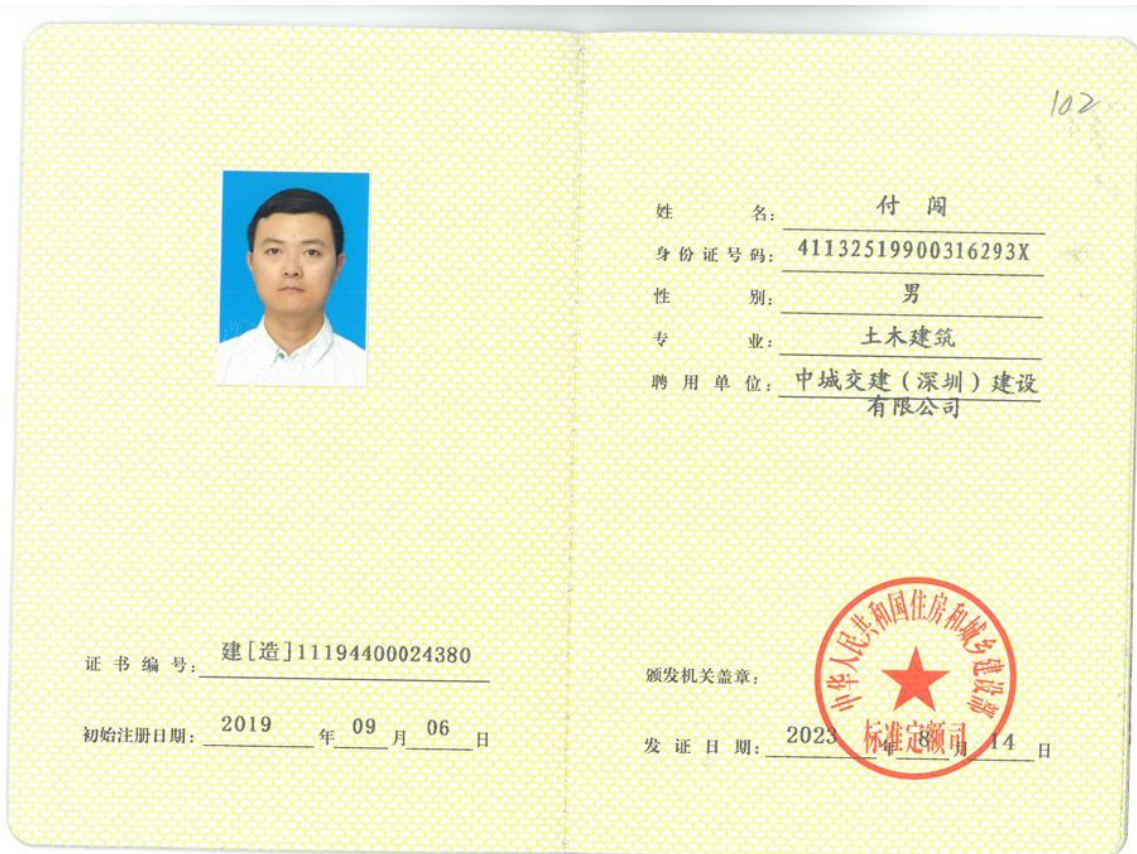 102
姓 名: 付 闯
身份证号码: 41132519900316293X
性 别: 男
专 业: 土木建筑
聘用单位: 中城交建（深圳）建设
有限公司
证书编号: 建[造]11194400024380
初始注册日期: 2019 年 09 月 06 日
颁发机关盖章:
中华人民共和国住房和城乡建设部
标准定额司
发证日期: 2023 年 8 月 14 日